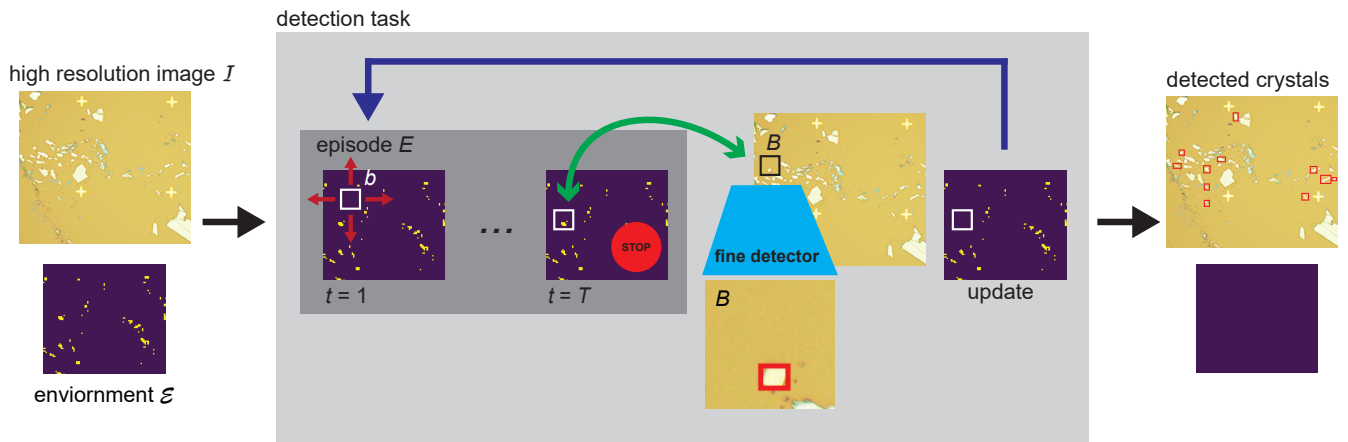 detection task
high resolution image I
detected crystals
episode E
b
B
...
STOP
fine detector
t = 1
t = T
update
B
enviornment ℰ